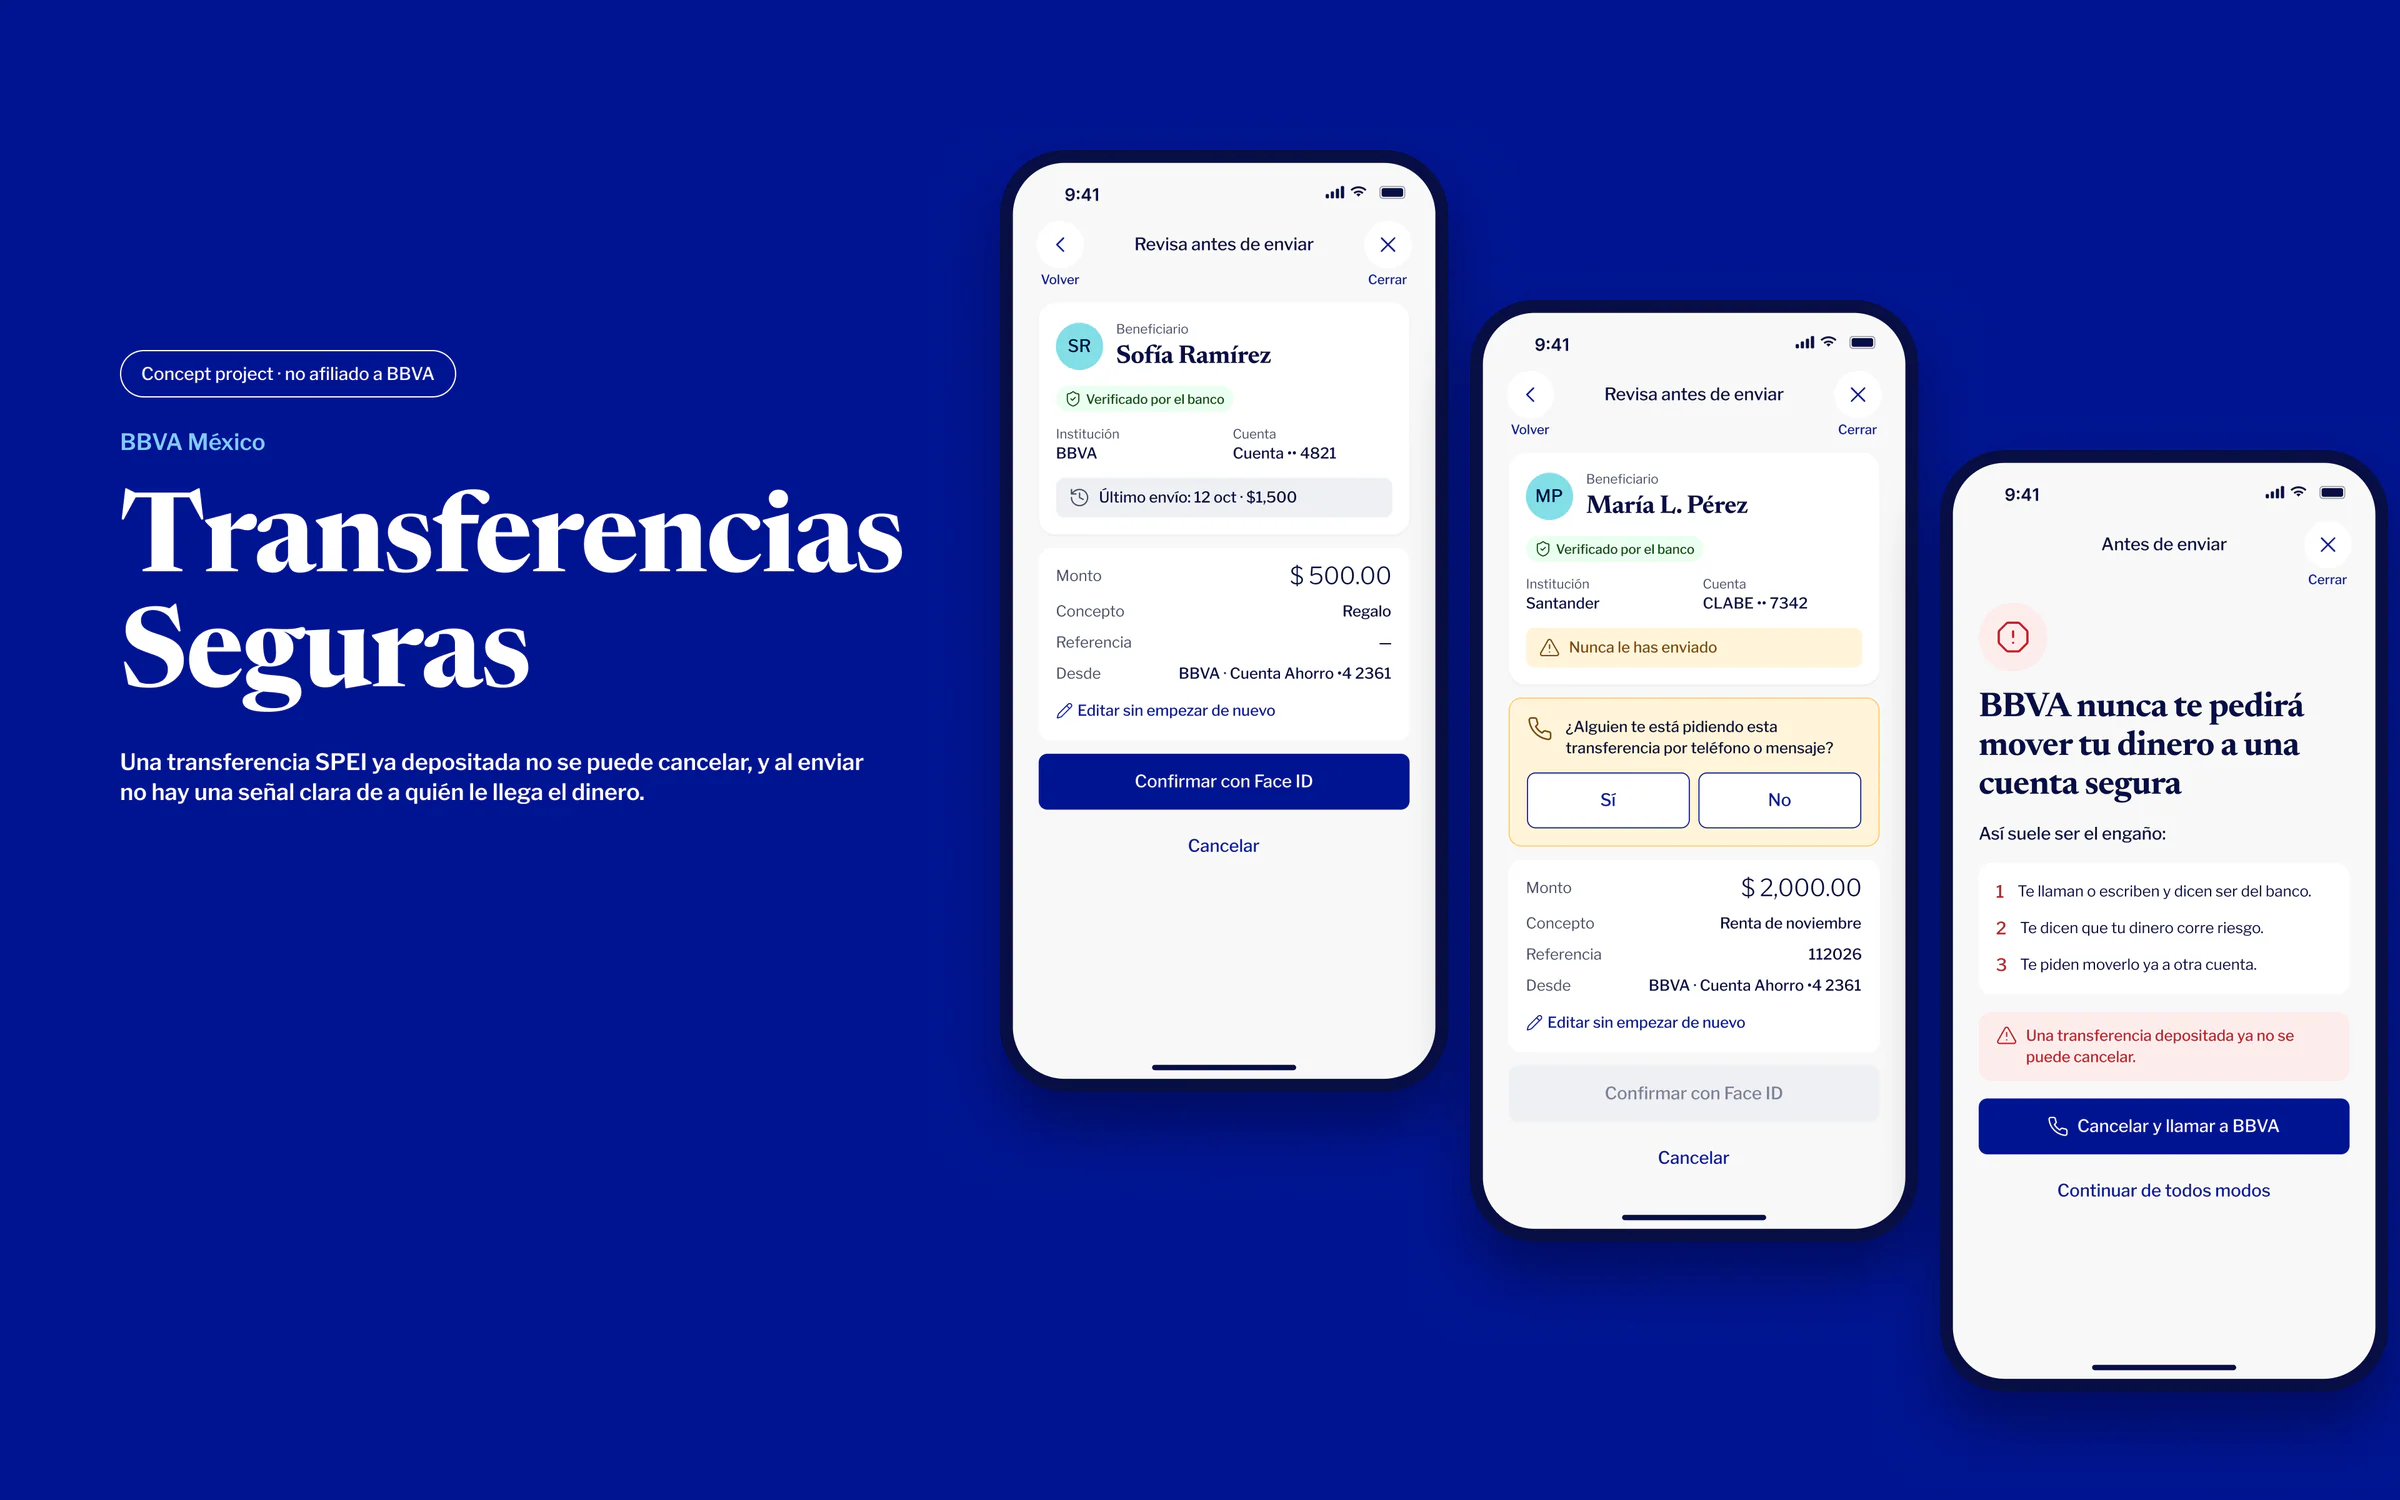 Concept project · no afiliado a BBVA
BBVA México
Transferencias
Seguras
Una transferencia SPEI ya depositada no se puede cancelar, y al enviar
no hay una señal clara de a quién le llega el dinero.
9:41
Revisa antes de enviar
Volver
Cerrar
SR
Beneficiario
Sofía Ramírez
Verificado por el banco
Institución
BBVA
Cuenta
Cuenta •• 4821
Último envío: 12 oct · $1,500
Monto
$ 500.00
Concepto
Regalo
Referencia
—
Desde
BBVA · Cuenta Ahorro •4 2361
Editar sin empezar de nuevo
Confirmar con Face ID
Cancelar
9:41
Revisa antes de enviar
Volver
Cerrar
MP
Beneficiario
María L. Pérez
Verificado por el banco
Institución
Santander
Cuenta
CLABE •• 7342
Nunca le has enviado
¿Alguien te está pidiendo esta
transferencia por teléfono o mensaje?
Sí
No
Monto
$ 2,000.00
Concepto
Renta de noviembre
Referencia
112026
Desde
BBVA · Cuenta Ahorro •4 2361
Editar sin empezar de nuevo
Confirmar con Face ID
Cancelar
9:41
Antes de enviar
Cerrar
BBVA nunca te pedirá
mover tu dinero a una
cuenta segura
Así suele ser el engaño:
1 Te llaman o escriben y dicen ser del banco.
2 Te dicen que tu dinero corre riesgo.
3 Te piden moverlo ya a otra cuenta.
Una transferencia depositada ya no se
puede cancelar.
Cancelar y llamar a BBVA
Continuar de todos modos